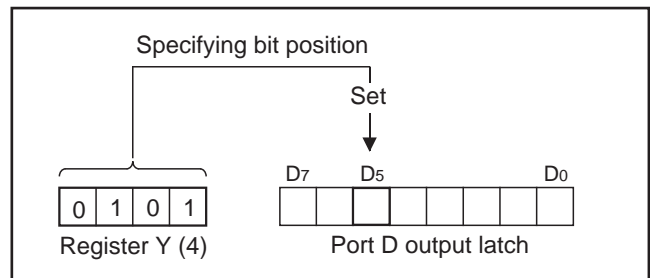 Specifying bit position
Set
D7 D5 D0
0 1 0 1
Register Y (4) Port D output latch